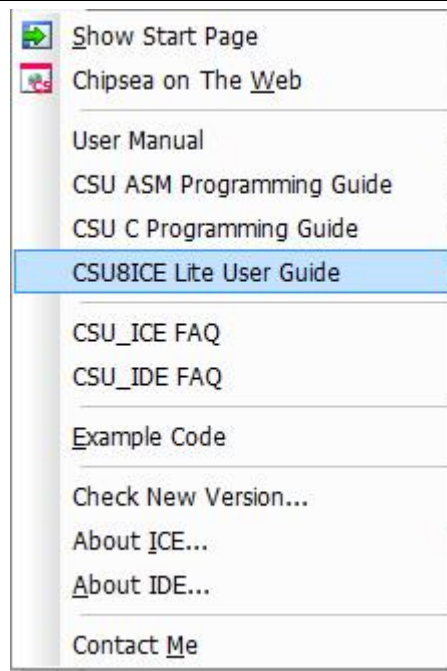 Show Start Page
Chipsea on The Web
User Manual
CSU ASM Programming Guide
CSU C Programming Guide
CSU8ICE Lite User Guide
CSU_ICE FAQ
CSU_IDE FAQ
Example Code
Check New Version...
About ICE...
About IDE...
Contact Me